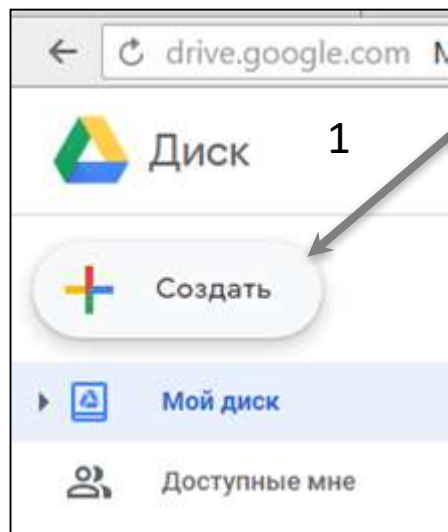 drive.google.com
Диск 1
Создать
Мой диск
Доступные мне